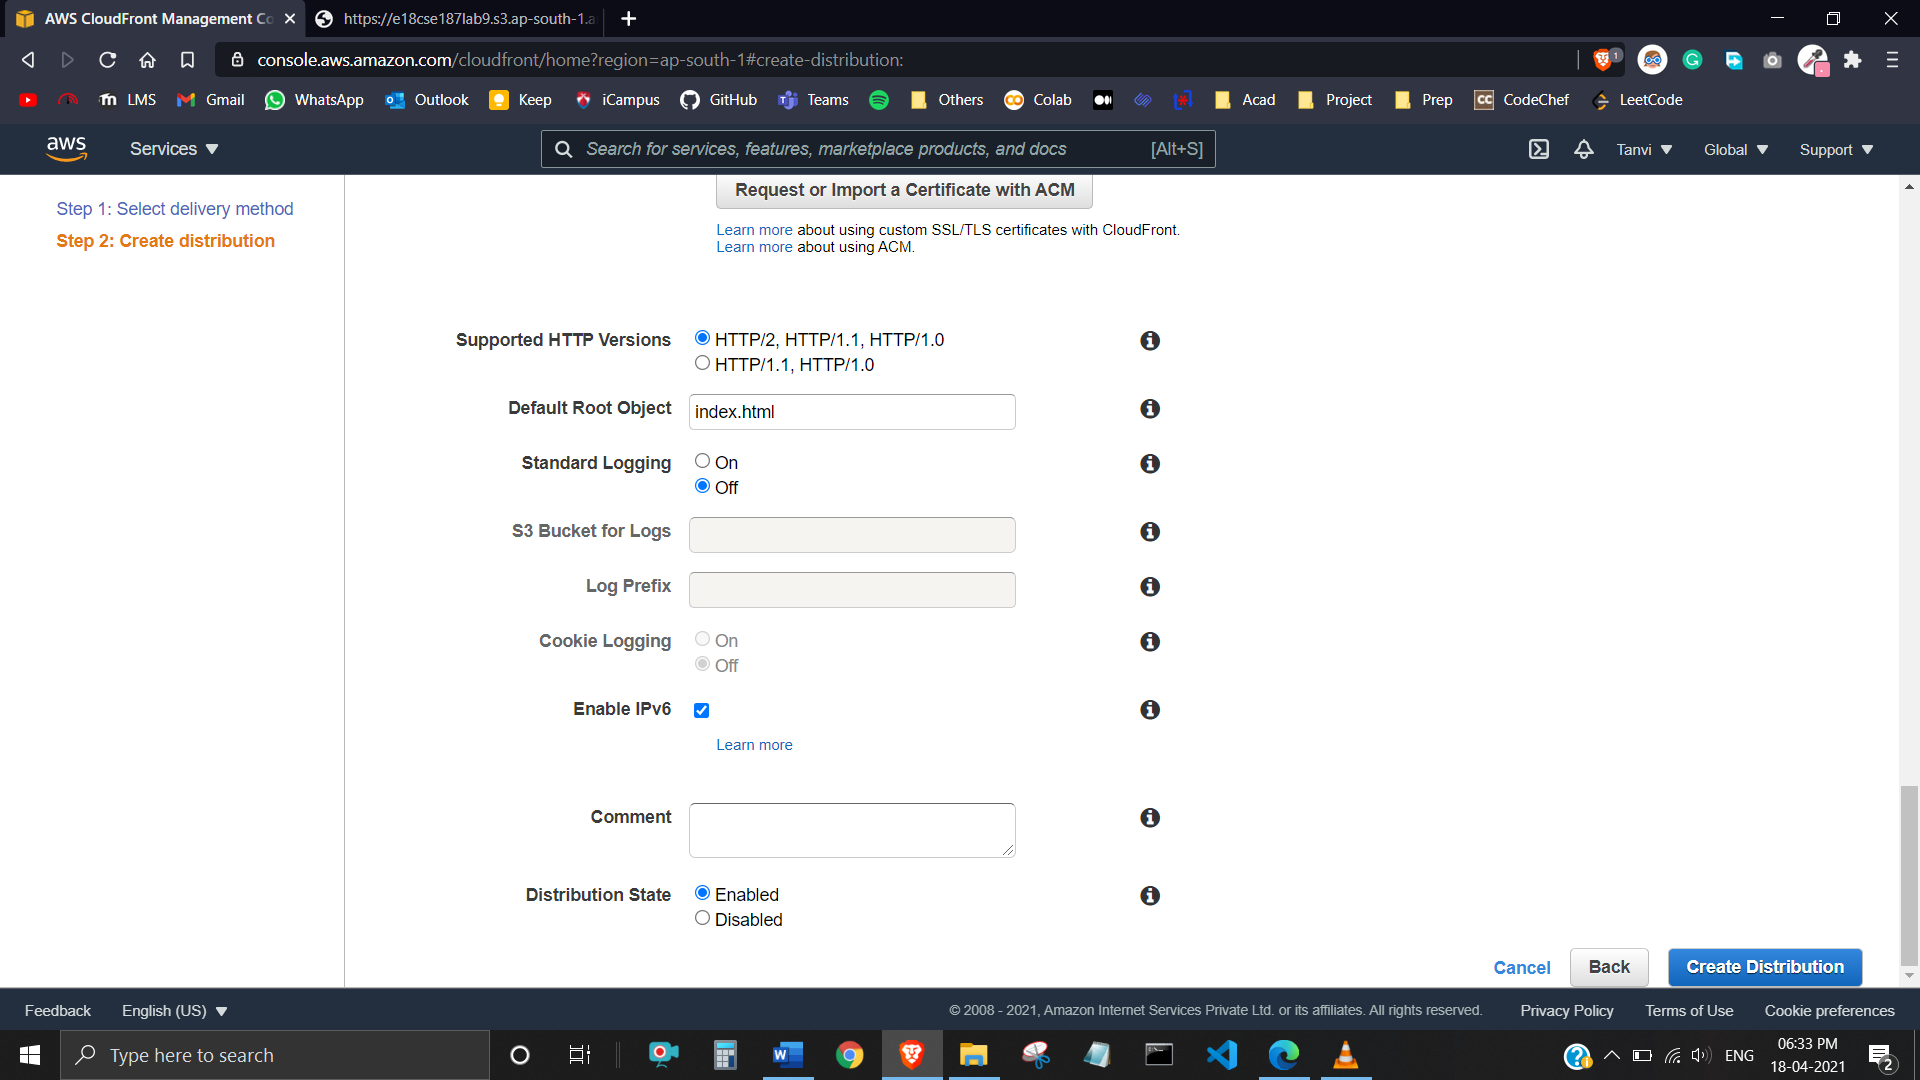 AWS CloudFront Management Co
https://e18cse187lab9.s3.ap-south-1.a
console.aws.amazon.com/cloudfront/home?region=ap-south-1#create-distribution:
1
LMS
Gmail
WhatsApp
Outlook
Keep
iCampus
GitHub
Teams
Others
Colab
Acad
Project
Prep
CC CodeChef
LeetCode
aws
Services
Search for services, features, marketplace products, and docs
[Alt+S]
Tanvi
Global
Support
Step 1: Select delivery method
Step 2: Create distribution
Request or Import a Certificate with ACM
Learn more about using custom SSL/TLS certificates with CloudFront.
Learn more about using ACM.
Supported HTTP Versions
HTTP/2, HTTP/1.1, HTTP/1.0
HTTP/1.1, HTTP/1.0
Default Root Object
index.html
Standard Logging
On
Off
S3 Bucket for Logs
Log Prefix
Cookie Logging
On
Off
Enable IPv6
Learn more
Comment
Distribution State
Enabled
Disabled
Cancel
Back
Create Distribution
Feedback
English (US)
© 2008 - 2021, Amazon Internet Services Private Ltd. or its affiliates. All rights reserved.
Privacy Policy
Terms of Use
Cookie preferences
Type here to search
ENG
06:33 PM
18-04-2021
2